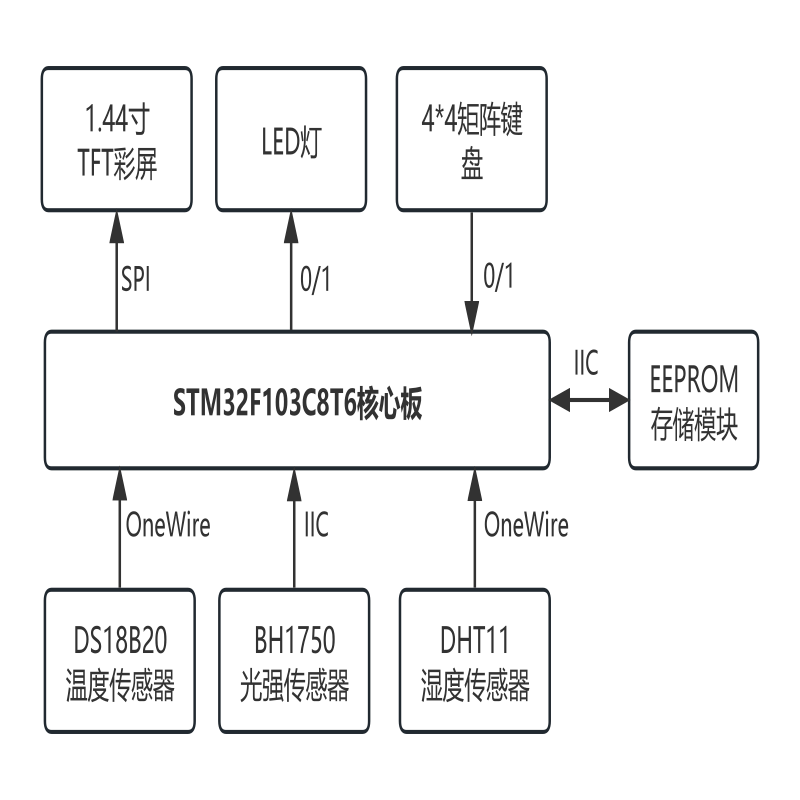 1.44寸
TFT彩屏
LED灯
4*4矩阵键
盘
SPI
0/1
0/1
STM32F103C8T6核心板
IIC
EEPROM
存储模块
OneWire
IIC
OneWire
DS18B20
温度传感器
BH1750
光强传感器
DHT11
湿度传感器